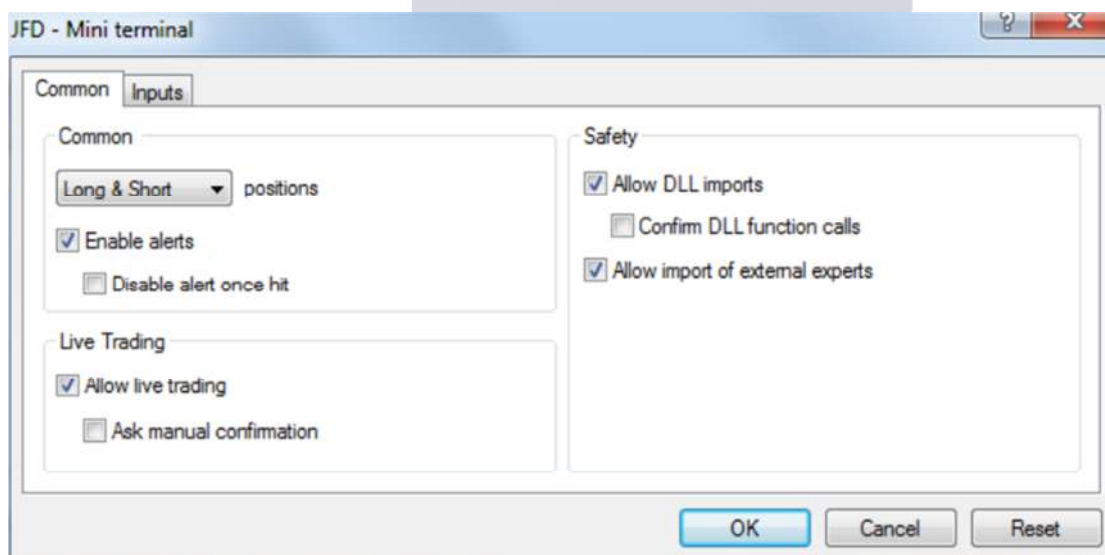 JFD - Mini terminal
? X
Common Inputs
Common
Long & Short positions
Enable alerts
Disable alert once hit
Live Trading
Allow live trading
Ask manual confirmation
Safety
Allow DLL imports
Confirm DLL function calls
Allow import of external experts
OK Cancel Reset